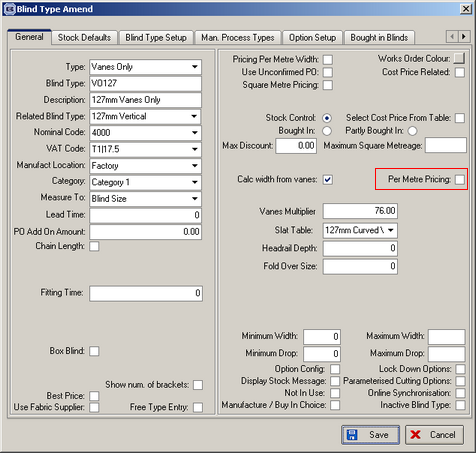 Blind Type Amend
General Stock Defaults Blind Type Setup Man. Process Types Option Setup Bought in Blinds
Type: Vanes Only
Blind Type: VO127
Description: 127mm Vanes Only
Related Blind Type: 127mm Vertical
Nominal Code: 4000
VAT Code: T1|17.5
Manufact Location: Factory
Category: Category 1
Measure To: Blind Size
Lead Time: 0
PO Add On Amount: 0.00
Chain Length:
Fitting Time: 0
Box Blind:
Show num. of brackets:
Best Price:
Use Fabric Supplier: Free Type Entry:
Pricing Per Metre Width: Works Order Colour:
Use Unconfirmed PO: Cost Price Related:
Square Metre Pricing:
Stock Control: Select Cost Price From Table:
Bought In: Partly Bought In:
Max Discount: 0.00 Maximum Square Metreage:
Calc width from vanes: Per Metre Pricing:
Vanes Multiplier 76.00
Slat Table: 127mm Curved
Headrail Depth: 0
Fold Over Size: 0
Minimum Width: 0 Maximum Width:
Minimum Drop: 0 Maximum Drop:
Option Config: Lock Down Options:
Display Stock Message: Parameterised Cutting Options:
Not In Use: Online Synchronisation:
Manufacture / Buy In Choice: Inactive Blind Type:
Save Cancel